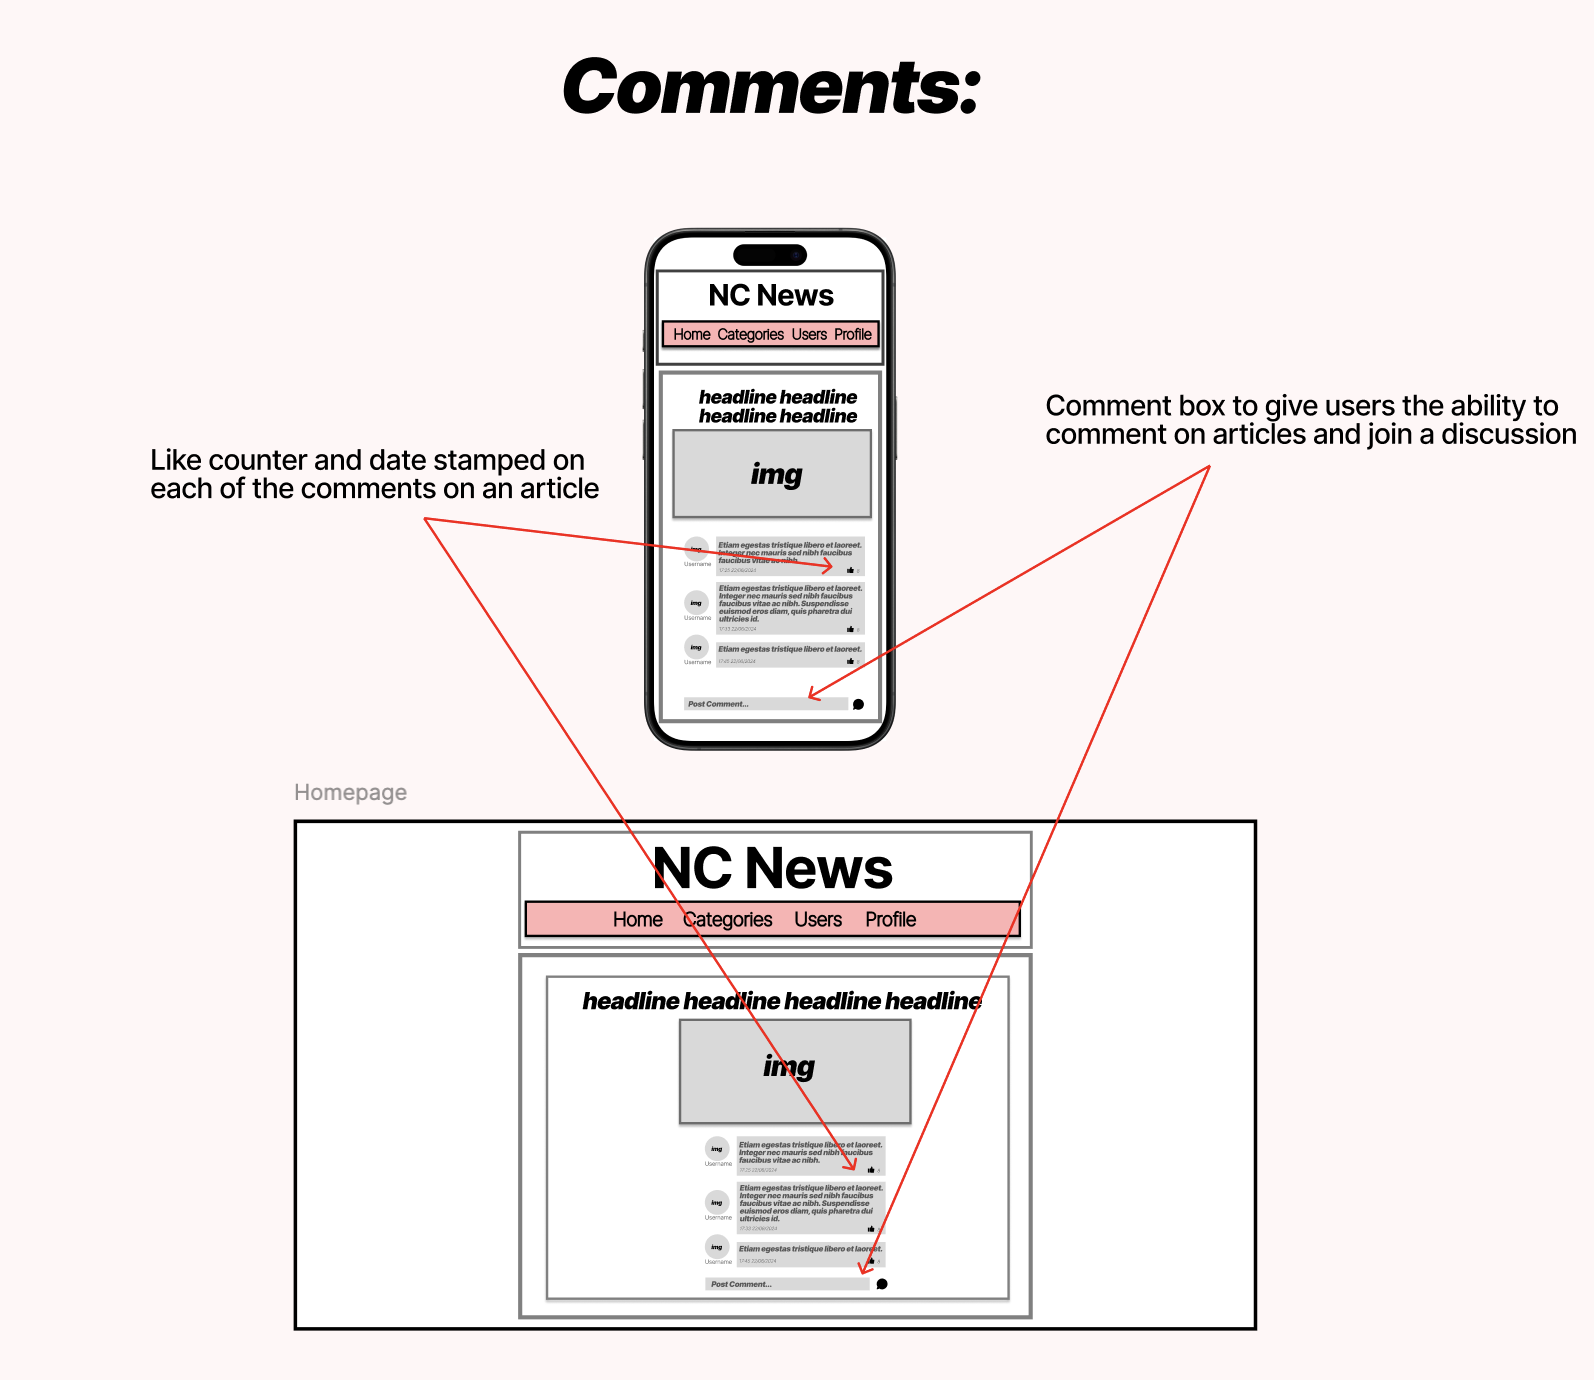 Comments:
NC News
Home Categories Users Profile
headline headline
headline headline
img
Like counter and date stamped on
each of the comments on an article
Comment box to give users the ability to
comment on articles and join a discussion
img
Username
Etiam egestas tristique libero et laoreet.
Integer nec mauris sed nibh faucibus
faucibus vitae ac nibh.
img
Username
Etiam egestas tristique libero et laoreet.
Integer nec mauris sed nibh faucibus
faucibus vitae ac nibh. Suspendisse
euismod eros diam, quis pharetra dui
ultricies id.
img
Username
Etiam egestas tristique libero et laoreet.
Post Comment...
Homepage
NC News
Home Categories Users Profile
headline headline headline headline
img
img
Username
Etiam egestas tristique libero et laoreet.
Integer nec mauris sed nibh faucibus
faucibus vitae ac nibh.
img
Username
Etiam egestas tristique libero et laoreet.
Integer nec mauris sed nibh faucibus
faucibus vitae ac nibh. Suspendisse
euismod eros diam, quis pharetra dui
ultricies id.
img
Username
Etiam egestas tristique libero et laoreet.
Post Comment...